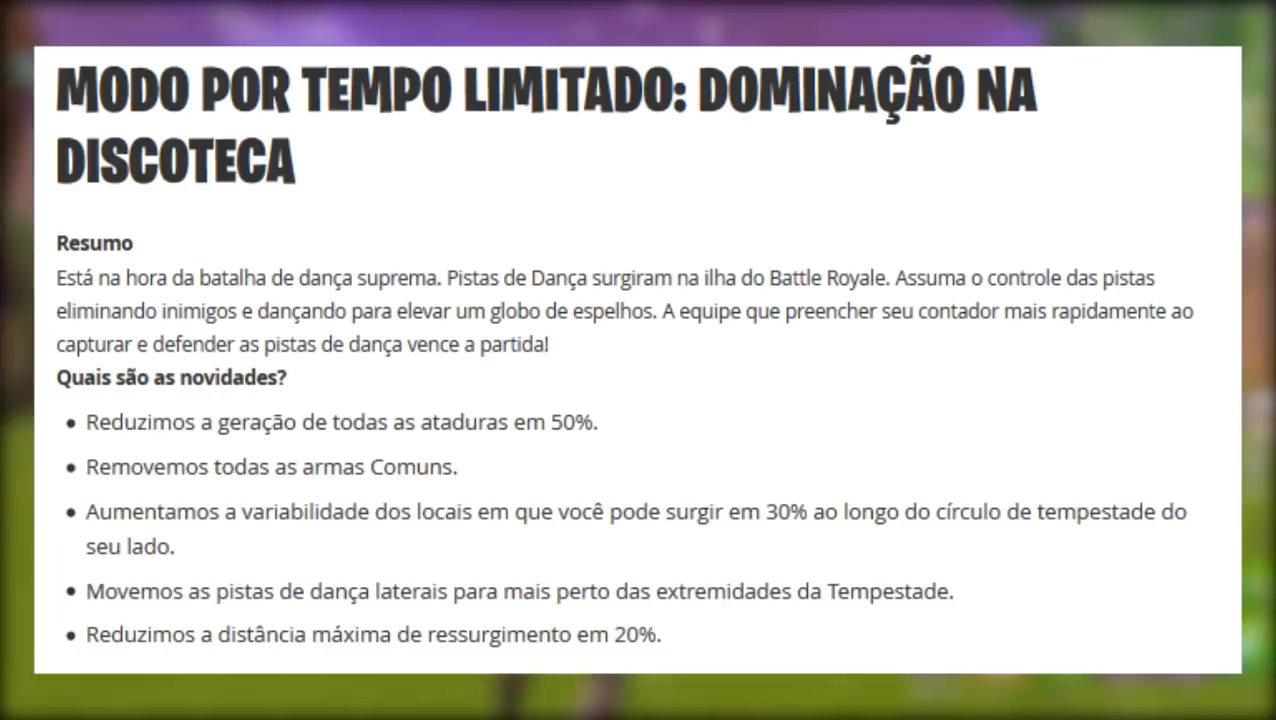 MODO POR TEMPO LIMITADO: DOMINAÇÃO NA
DISCOTECA
Resumo
Está na hora da batalha de dança suprema. Pistas de Dança surgiram na ilha do Battle Royale. Assuma o controle das pistas
eliminando inimigos e dançando para elevar um globo de espelhos. A equipe que preencher seu contador mais rapidamente ao
capturar e defender as pistas de dança vence a partida!
Quais são as novidades?
• Reduzimos a geração de todas as ataduras em 50%.
• Removemos todas as armas Comuns.
• Aumentamos a variabilidade dos locais em que você pode surgir em 30% ao longo do círculo de tempestade do
seu lado.
• Movemos as pistas de dança laterais para mais perto das extremidades da Tempestade.
• Reduzimos a distância máxima de ressurgimento em 20%.